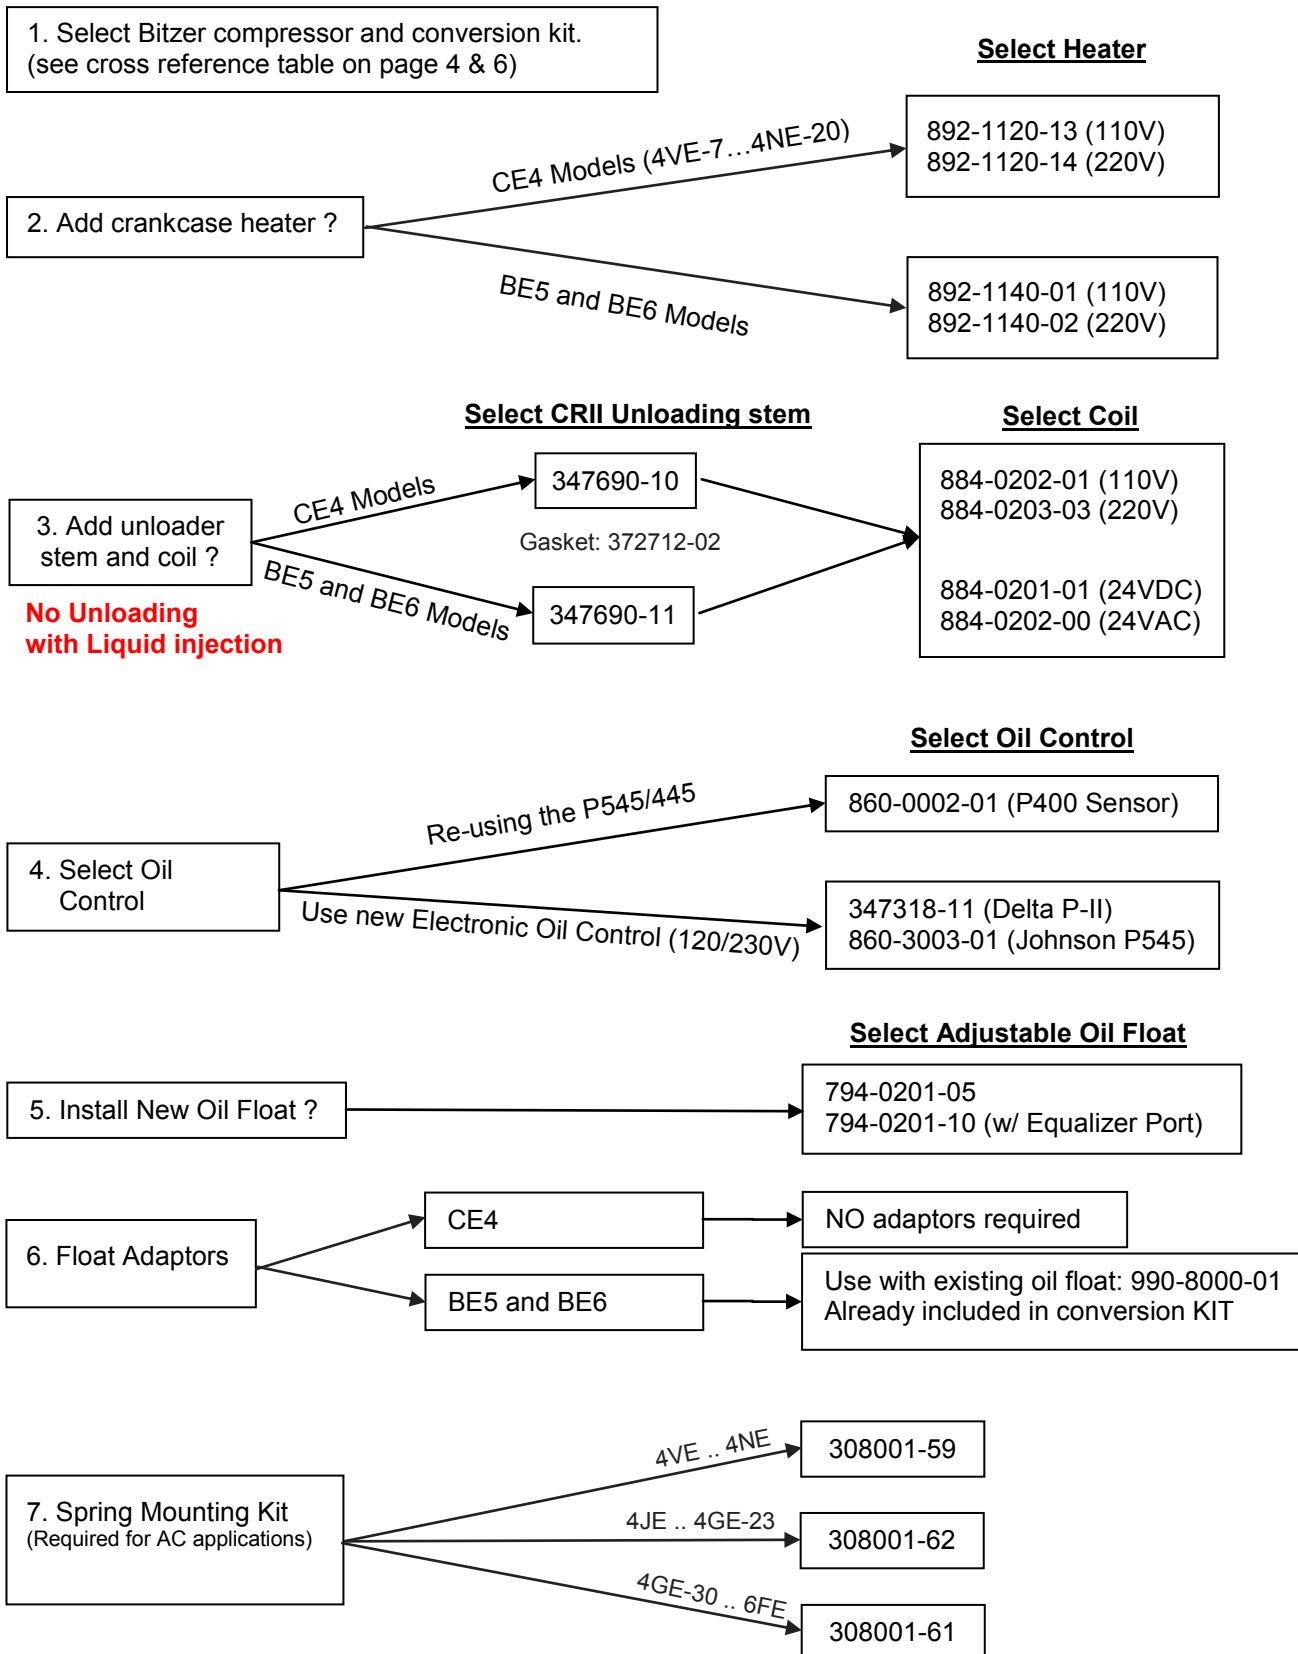 1. Select Bitzer compressor and conversion kit.
(see cross reference table on page 4 & 6)
Select Heater
2. Add crankcase heater ?
CE4 Models (4VE-7…4NE-20)
892-1120-13 (110V)
892-1120-14 (220V)
BE5 and BE6 Models
892-1140-01 (110V)
892-1140-02 (220V)
Select CRII Unloading stem
Select Coil
3. Add unloader
stem and coil ?
No Unloading
with Liquid injection
CE4 Models
347690-10
Gasket: 372712-02
BE5 and BE6 Models
347690-11
884-0202-01 (110V)
884-0203-03 (220V)
884-0201-01 (24VDC)
884-0202-00 (24VAC)
Select Oil Control
4. Select Oil
Control
Re-using the P545/445
860-0002-01 (P400 Sensor)
Use new Electronic Oil Control (120/230V)
347318-11 (Delta P-II)
860-3003-01 (Johnson P545)
Select Adjustable Oil Float
5. Install New Oil Float ?
794-0201-05
794-0201-10 (w/ Equalizer Port)
6. Float Adaptors
CE4
NO adaptors required
BE5 and BE6
Use with existing oil float: 990-8000-01
Already included in conversion KIT
7. Spring Mounting Kit
(Required for AC applications)
4VE .. 4NE
308001-59
4JE .. 4GE-23
308001-62
4GE-30 .. 6FE
308001-61